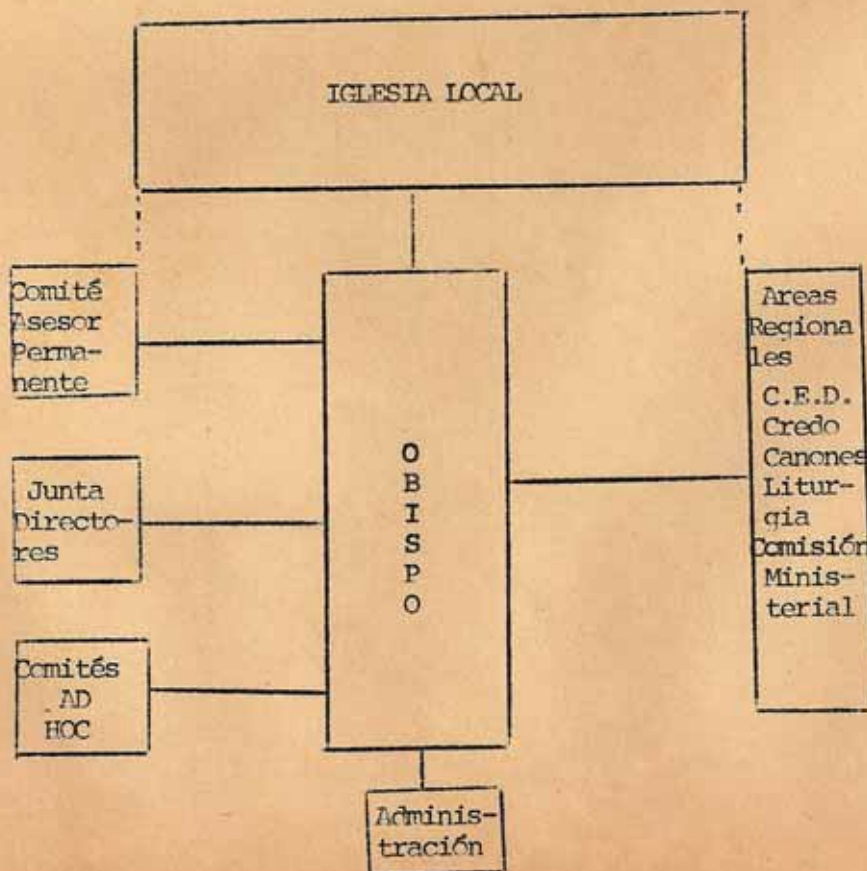 IGLESIA LOCAL
Comité
Asesor
Perma-
nente
Junta
Directo-
res
Comités
AD
HOC
O
B
I
S
P
O
Areas
Regiona
les
C.E.D.
Credo
Canones
Litur-
gia
Comisión
Minis-
terial
Adminis-
tración